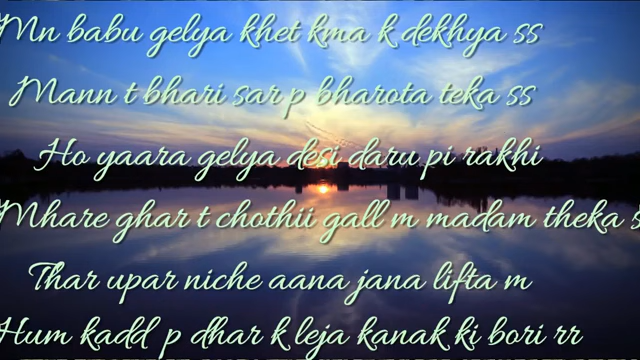 Mn babu gelya khet kma k dekhya ss
Mann t bhari sar p bharota teka ss
Ho yaara gelya desi daru pi rakhi
Mhare ghar t chothii gall m madam theka s
Thar upar niche aana jana lifta m
Hum kadd p dhar k leja kanak ki bori rr